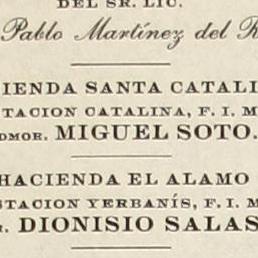 DEL SR. LIC.
Pablo Martínez del R
IENDA SANTA CATALI
TACION CATALINA, F. I. M
DMOR. MIGUEL SOTO.
HACIENDA EL ALAMO
STACION YERBANÍS, F. I. M
R. DIONISIO SALAS